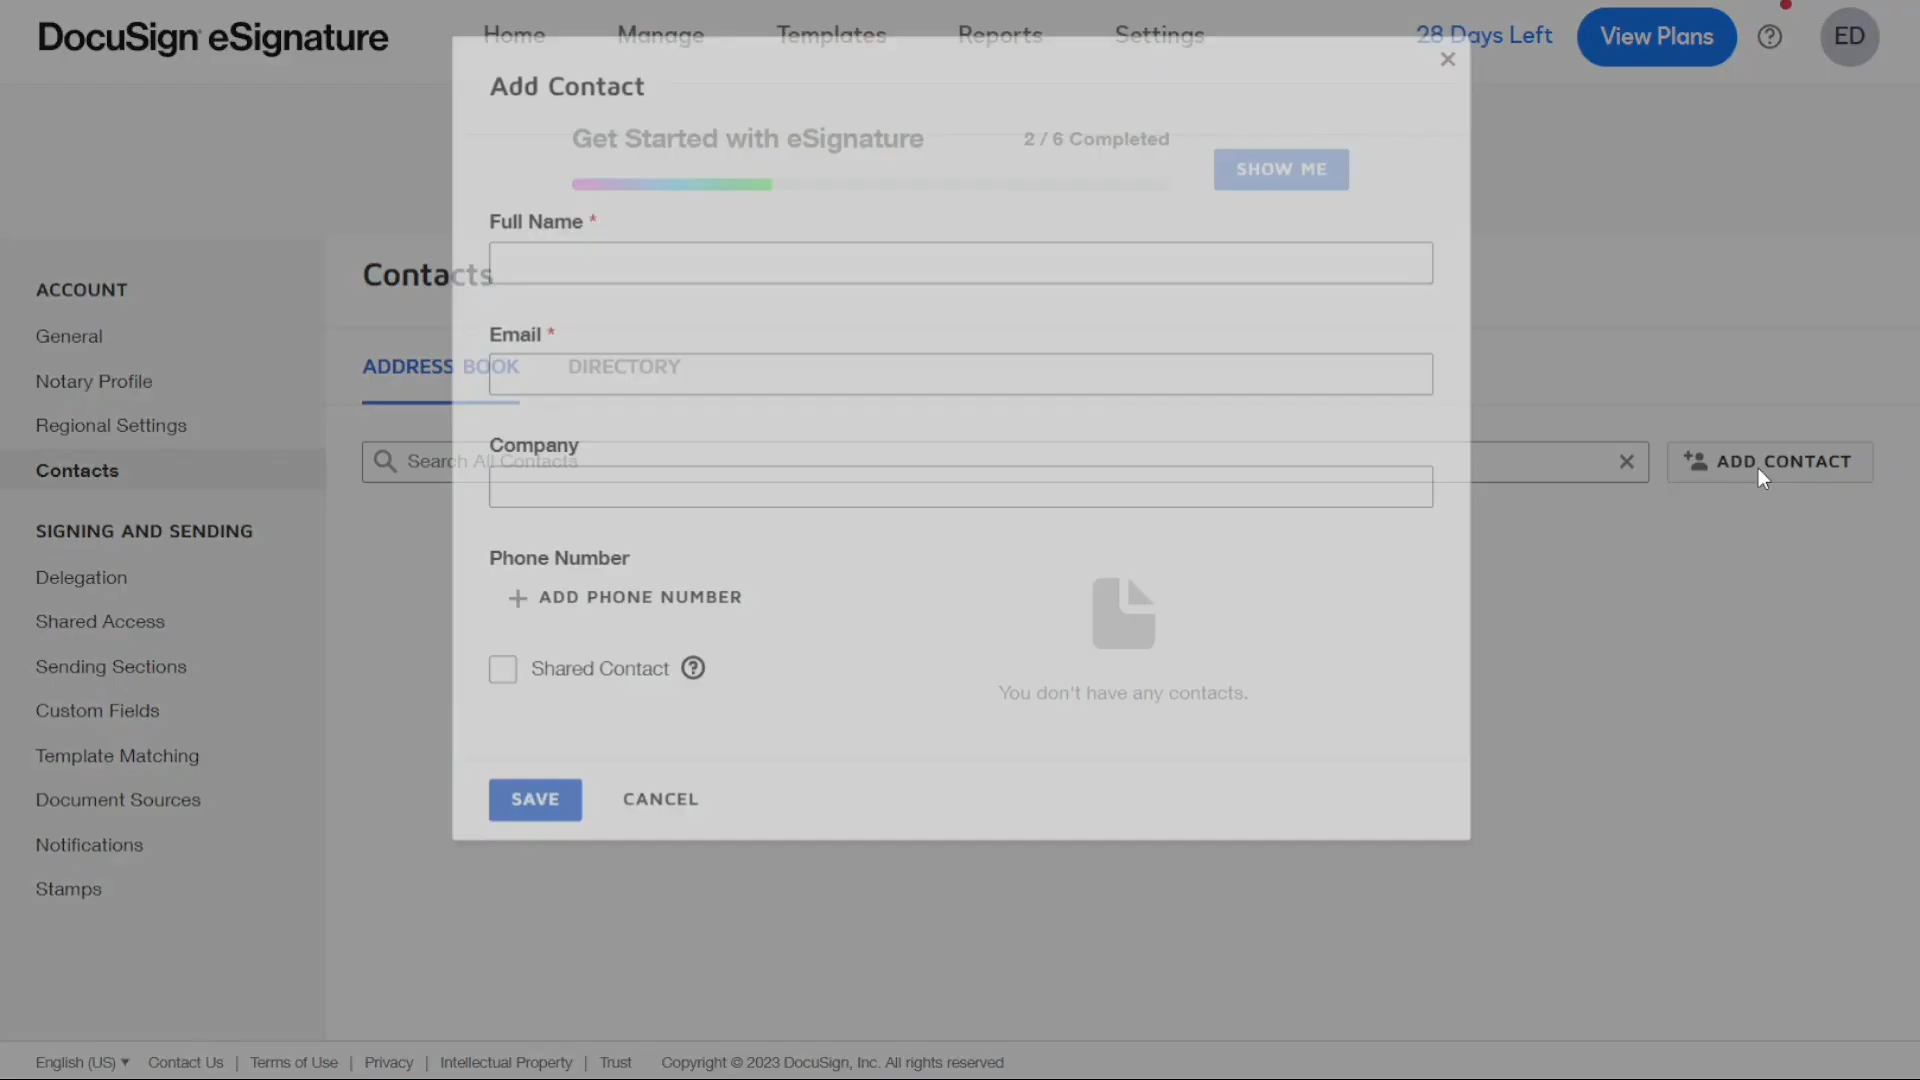 DocuSign eSignature
Home
Manage
Templates
Reports
Settings
28 Days Left
View Plans
ED
Add Contact
Get Started with eSignature
2 / 6 Completed
SHOW ME
Full Name *
Contacts
ACCOUNT
General
Notary Profile
Regional Settings
Contacts
Email *
ADDRESS BOOK
DIRECTORY
Company
Search All Contacts
ADD CONTACT
SIGNING AND SENDING
Delegation
Shared Access
Sending Sections
Custom Fields
Template Matching
Document Sources
Notifications
Stamps
Phone Number
ADD PHONE NUMBER
Shared Contact
You don't have any contacts.
SAVE
CANCEL
English (US) ▼ Contact Us | Terms of Use | Privacy | Intellectual Property | Trust Copyright © 2023 DocuSign, Inc. All rights reserved